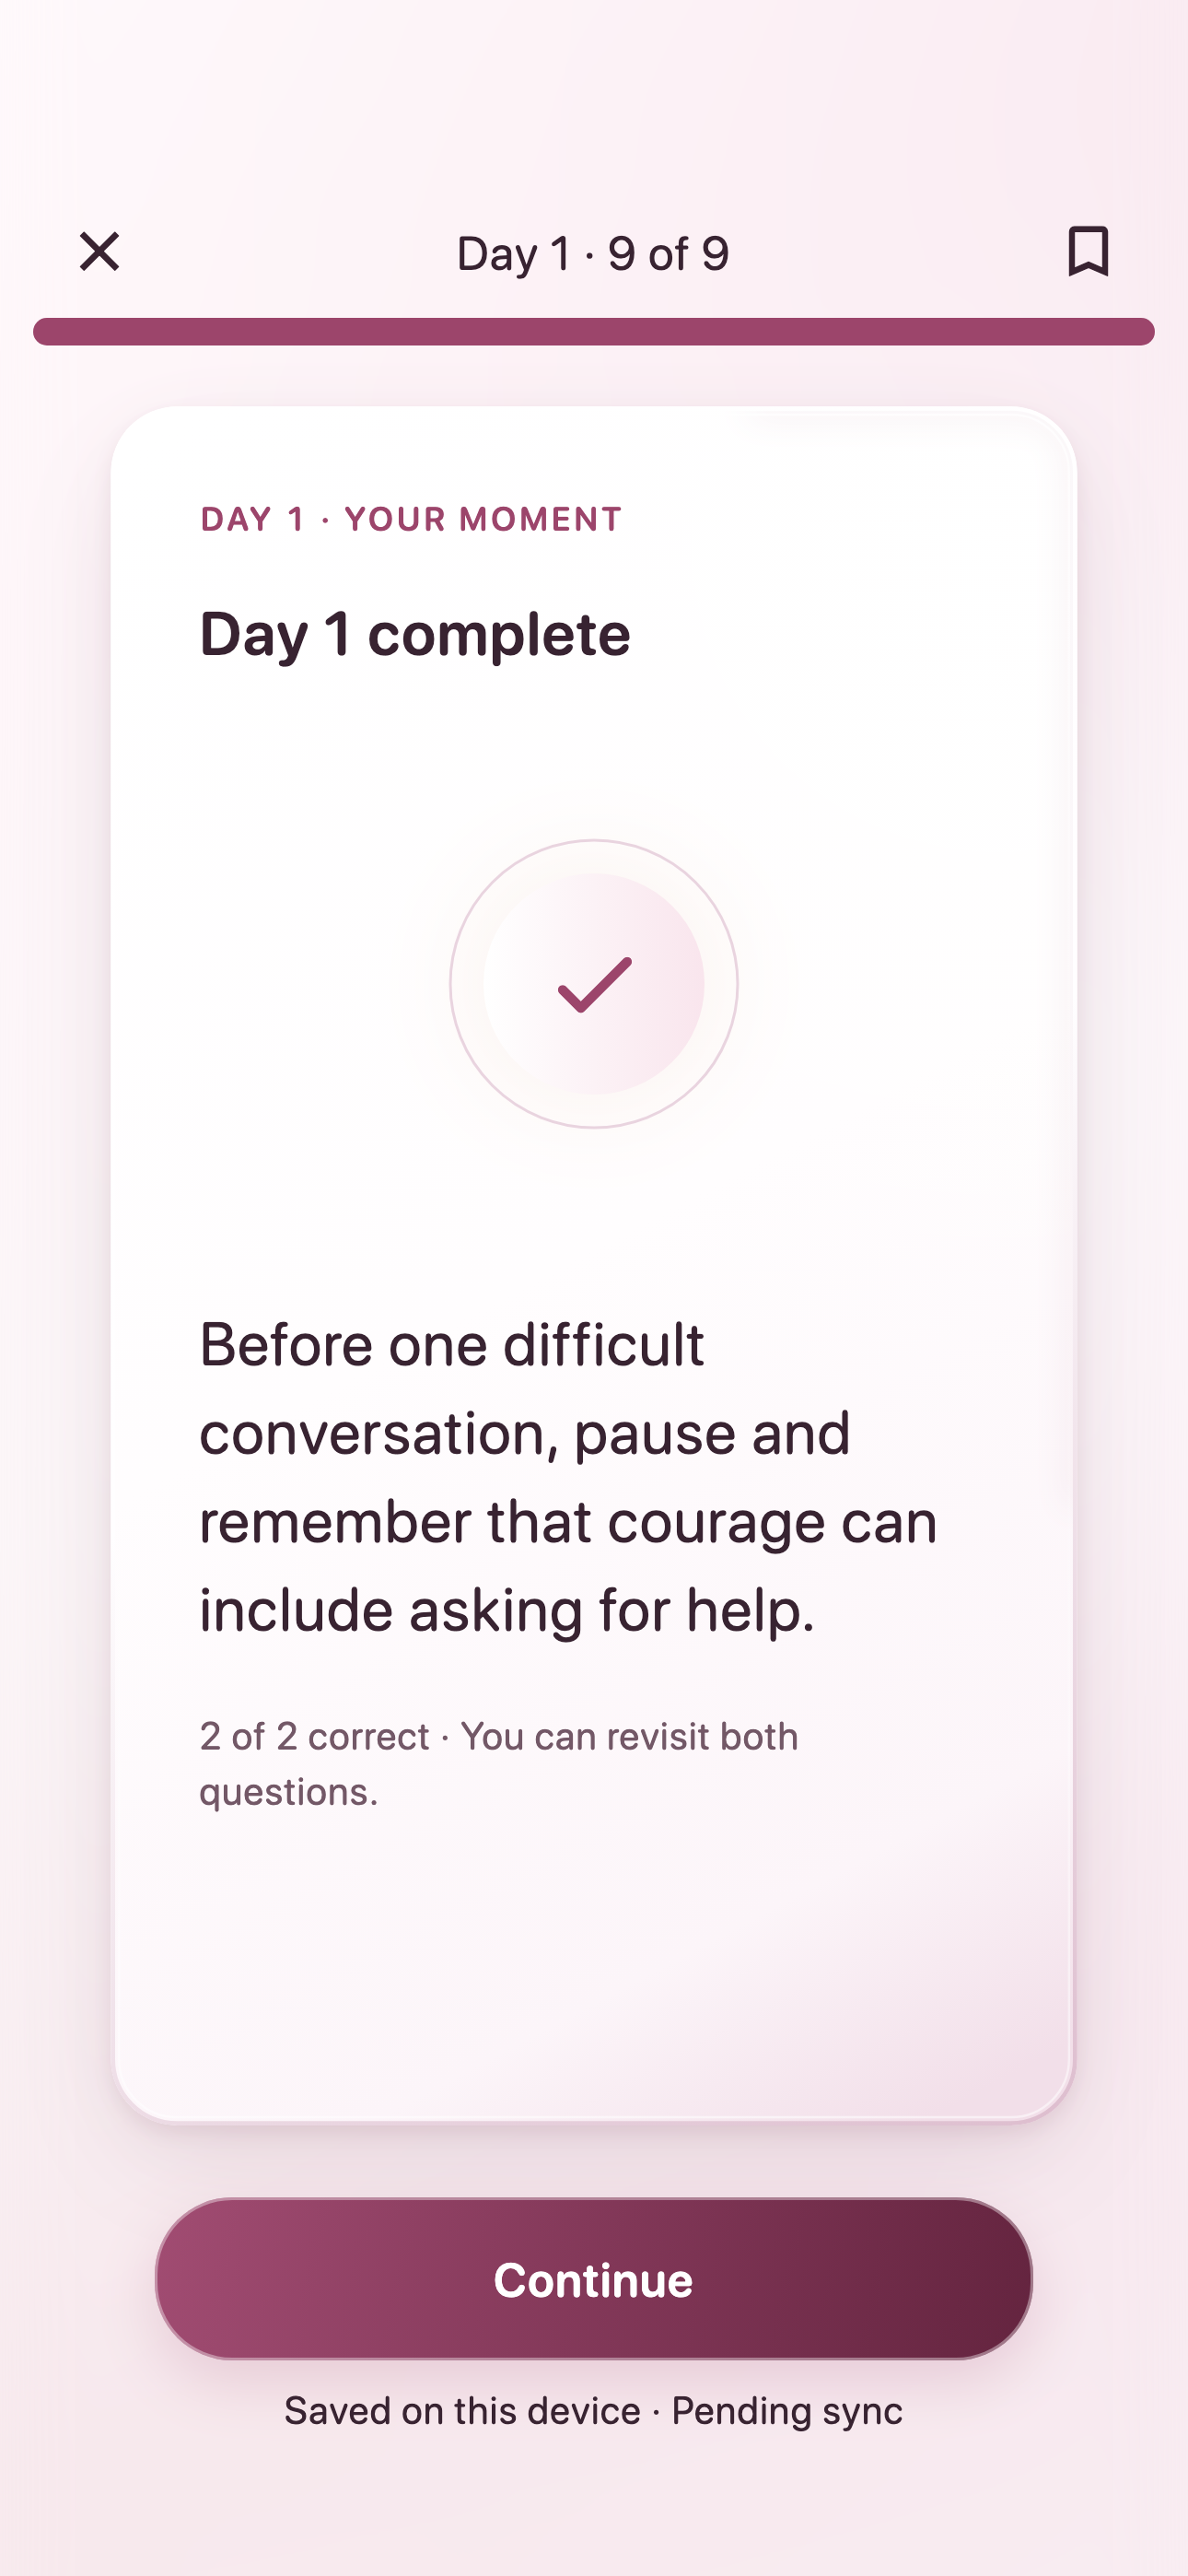 Day 1 · 9 of 9
DAY 1 · YOUR MOMENT
Day 1 complete
Before one difficult
conversation, pause and
remember that courage can
include asking for help.
2 of 2 correct · You can revisit both
questions.
Continue
Saved on this device · Pending sync